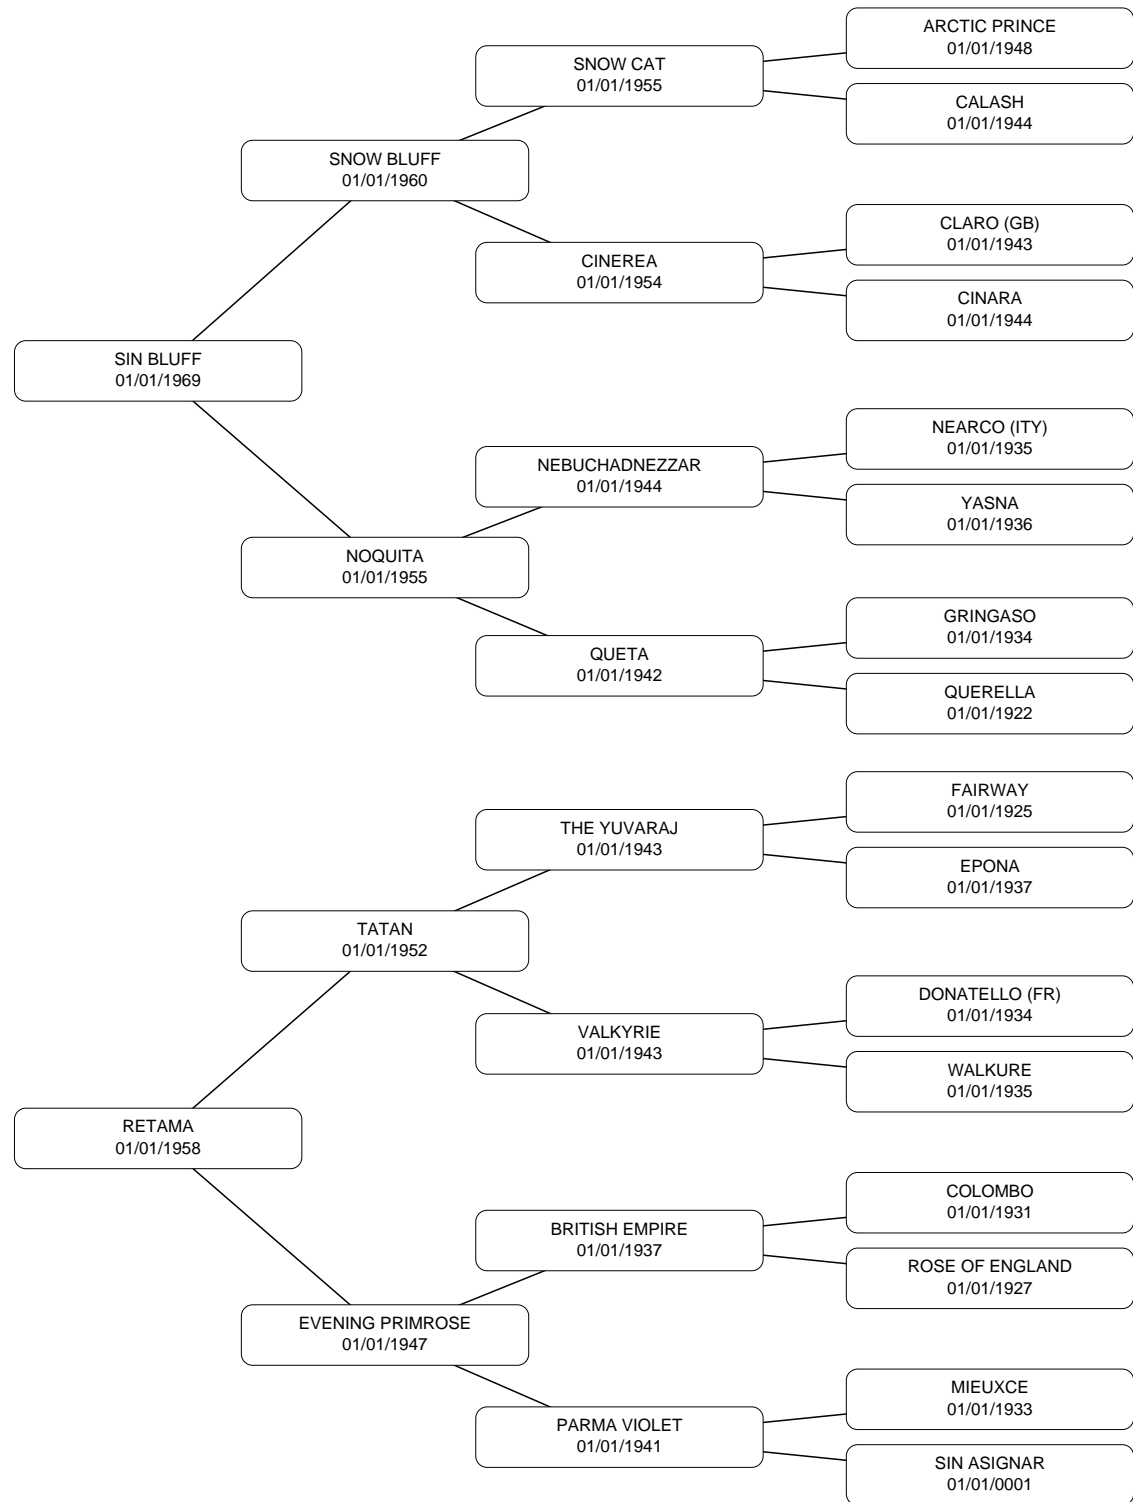 ARCTIC PRINCE
01/01/1948
SNOW CAT
01/01/1955
CALASH
01/01/1944
SNOW BLUFF
01/01/1960
CLARO (GB)
01/01/1943
CINEREA
01/01/1954
CINARA
01/01/1944
SIN BLUFF
01/01/1969
NEARCO (ITY)
01/01/1935
NEBUCHADNEZZAR
01/01/1944
YASNA
01/01/1936
NOQUITA
01/01/1955
GRINGASO
01/01/1934
QUETA
01/01/1942
QUERELLA
01/01/1922
FAIRWAY
01/01/1925
THE YUVARAJ
01/01/1943
EPONA
01/01/1937
TATAN
01/01/1952
DONATELLO (FR)
01/01/1934
VALKYRIE
01/01/1943
WALKURE
01/01/1935
RETAMA
01/01/1958
COLOMBO
01/01/1931
BRITISH EMPIRE
01/01/1937
ROSE OF ENGLAND
01/01/1927
EVENING PRIMROSE
01/01/1947
MIEUXCE
01/01/1933
PARMA VIOLET
01/01/1941
SIN ASIGNAR
01/01/0001